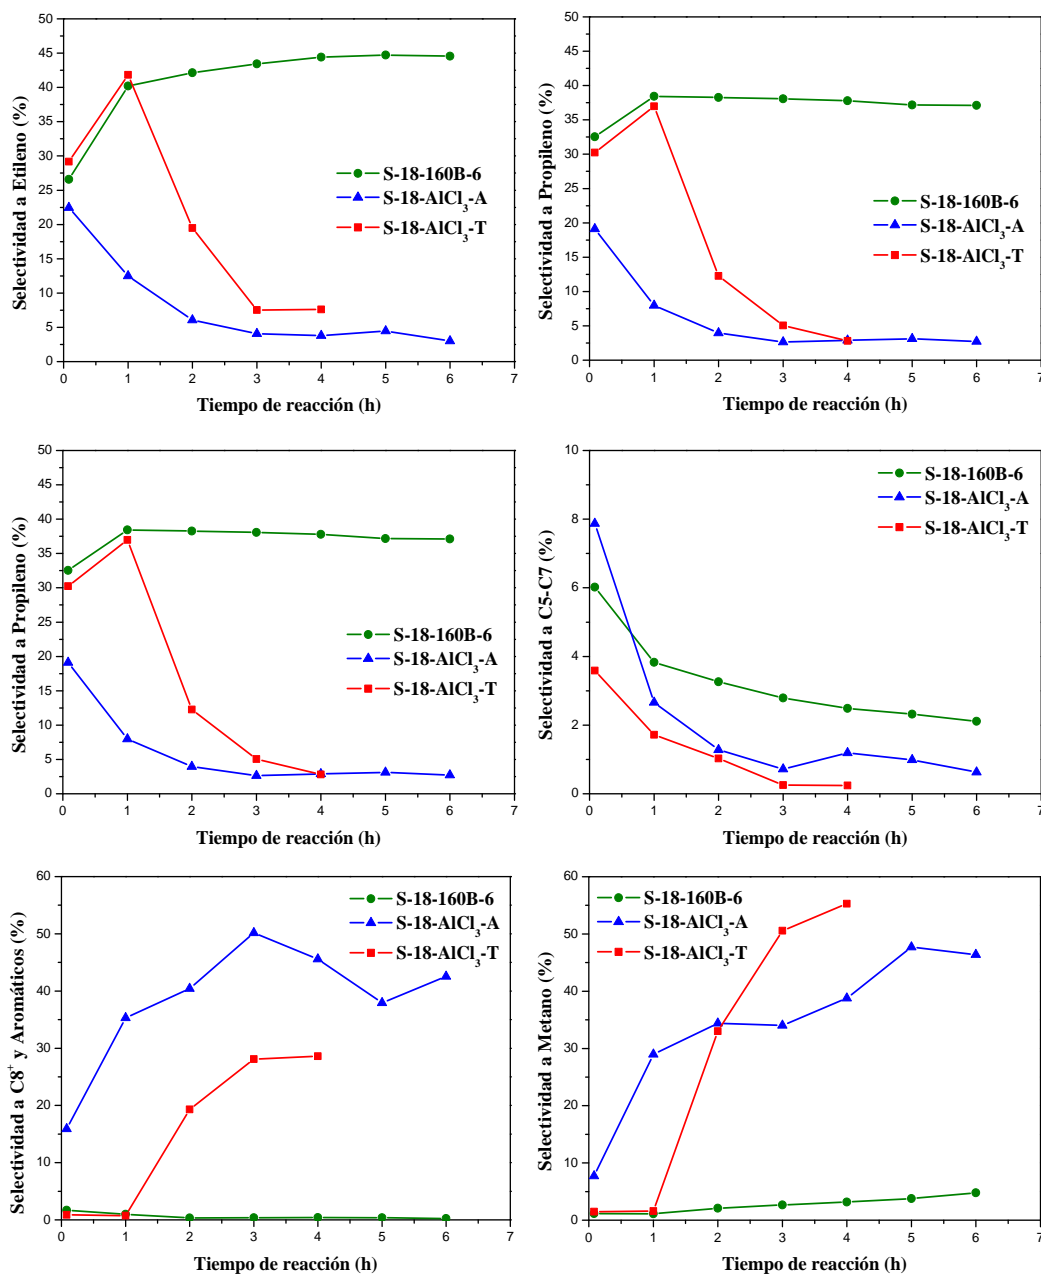 50
45
40
35
30
25
20
15
10
5
0
Selectividad a Etileno (%)
S-18-160B-6
S-18-AlCl3-A
S-18-AlCl3-T
0 1 2 3 4 5 6 7
Tiempo de reacción (h)
50
45
40
35
30
25
20
15
10
5
0
Selectividad a Propileno (%)
S-18-160B-6
S-18-AlCl3-A
S-18-AlCl3-T
0 1 2 3 4 5 6 7
Tiempo de reacción (h)
50
45
40
35
30
25
20
15
10
5
0
Selectividad a Propileno (%)
S-18-160B-6
S-18-AlCl3-A
S-18-AlCl3-T
0 1 2 3 4 5 6 7
Tiempo de reacción (h)
10
8
6
4
2
0
Selectividad a C5-C7 (%)
S-18-160B-6
S-18-AlCl3-A
S-18-AlCl3-T
0 1 2 3 4 5 6 7
Tiempo de reacción (h)
60
50
40
30
20
10
0
Selectividad a C8+ y Aromáticos (%)
S-18-160B-6
S-18-AlCl3-A
S-18-AlCl3-T
0 1 2 3 4 5 6 7
Tiempo de reacción (h)
60
50
40
30
20
10
0
Selectividad a Metano (%)
S-18-160B-6
S-18-AlCl3-A
S-18-AlCl3-T
0 1 2 3 4 5 6 7
Tiempo de reacción (h)